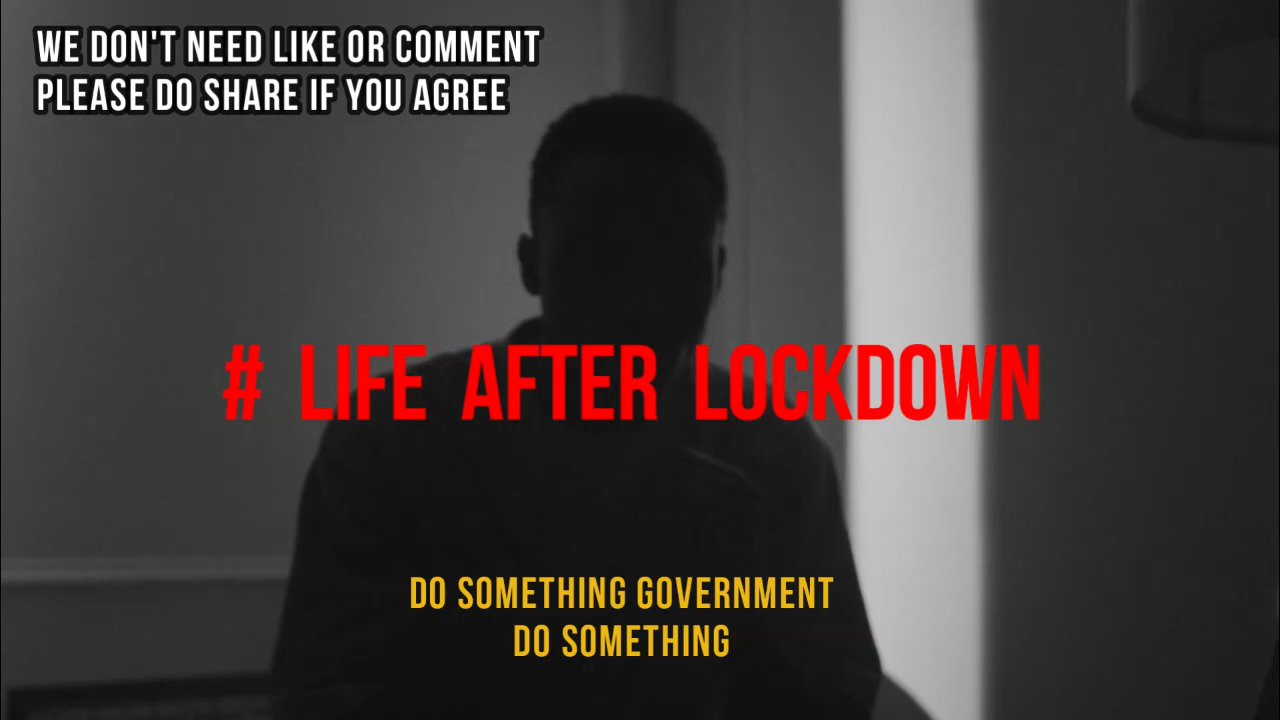 WE DON'T NEED LIKE OR COMMENT
PLEASE DO SHARE IF YOU AGREE
# LIFE AFTER LOCKDOWN
DO SOMETHING GOVERNMENT
DO SOMETHING